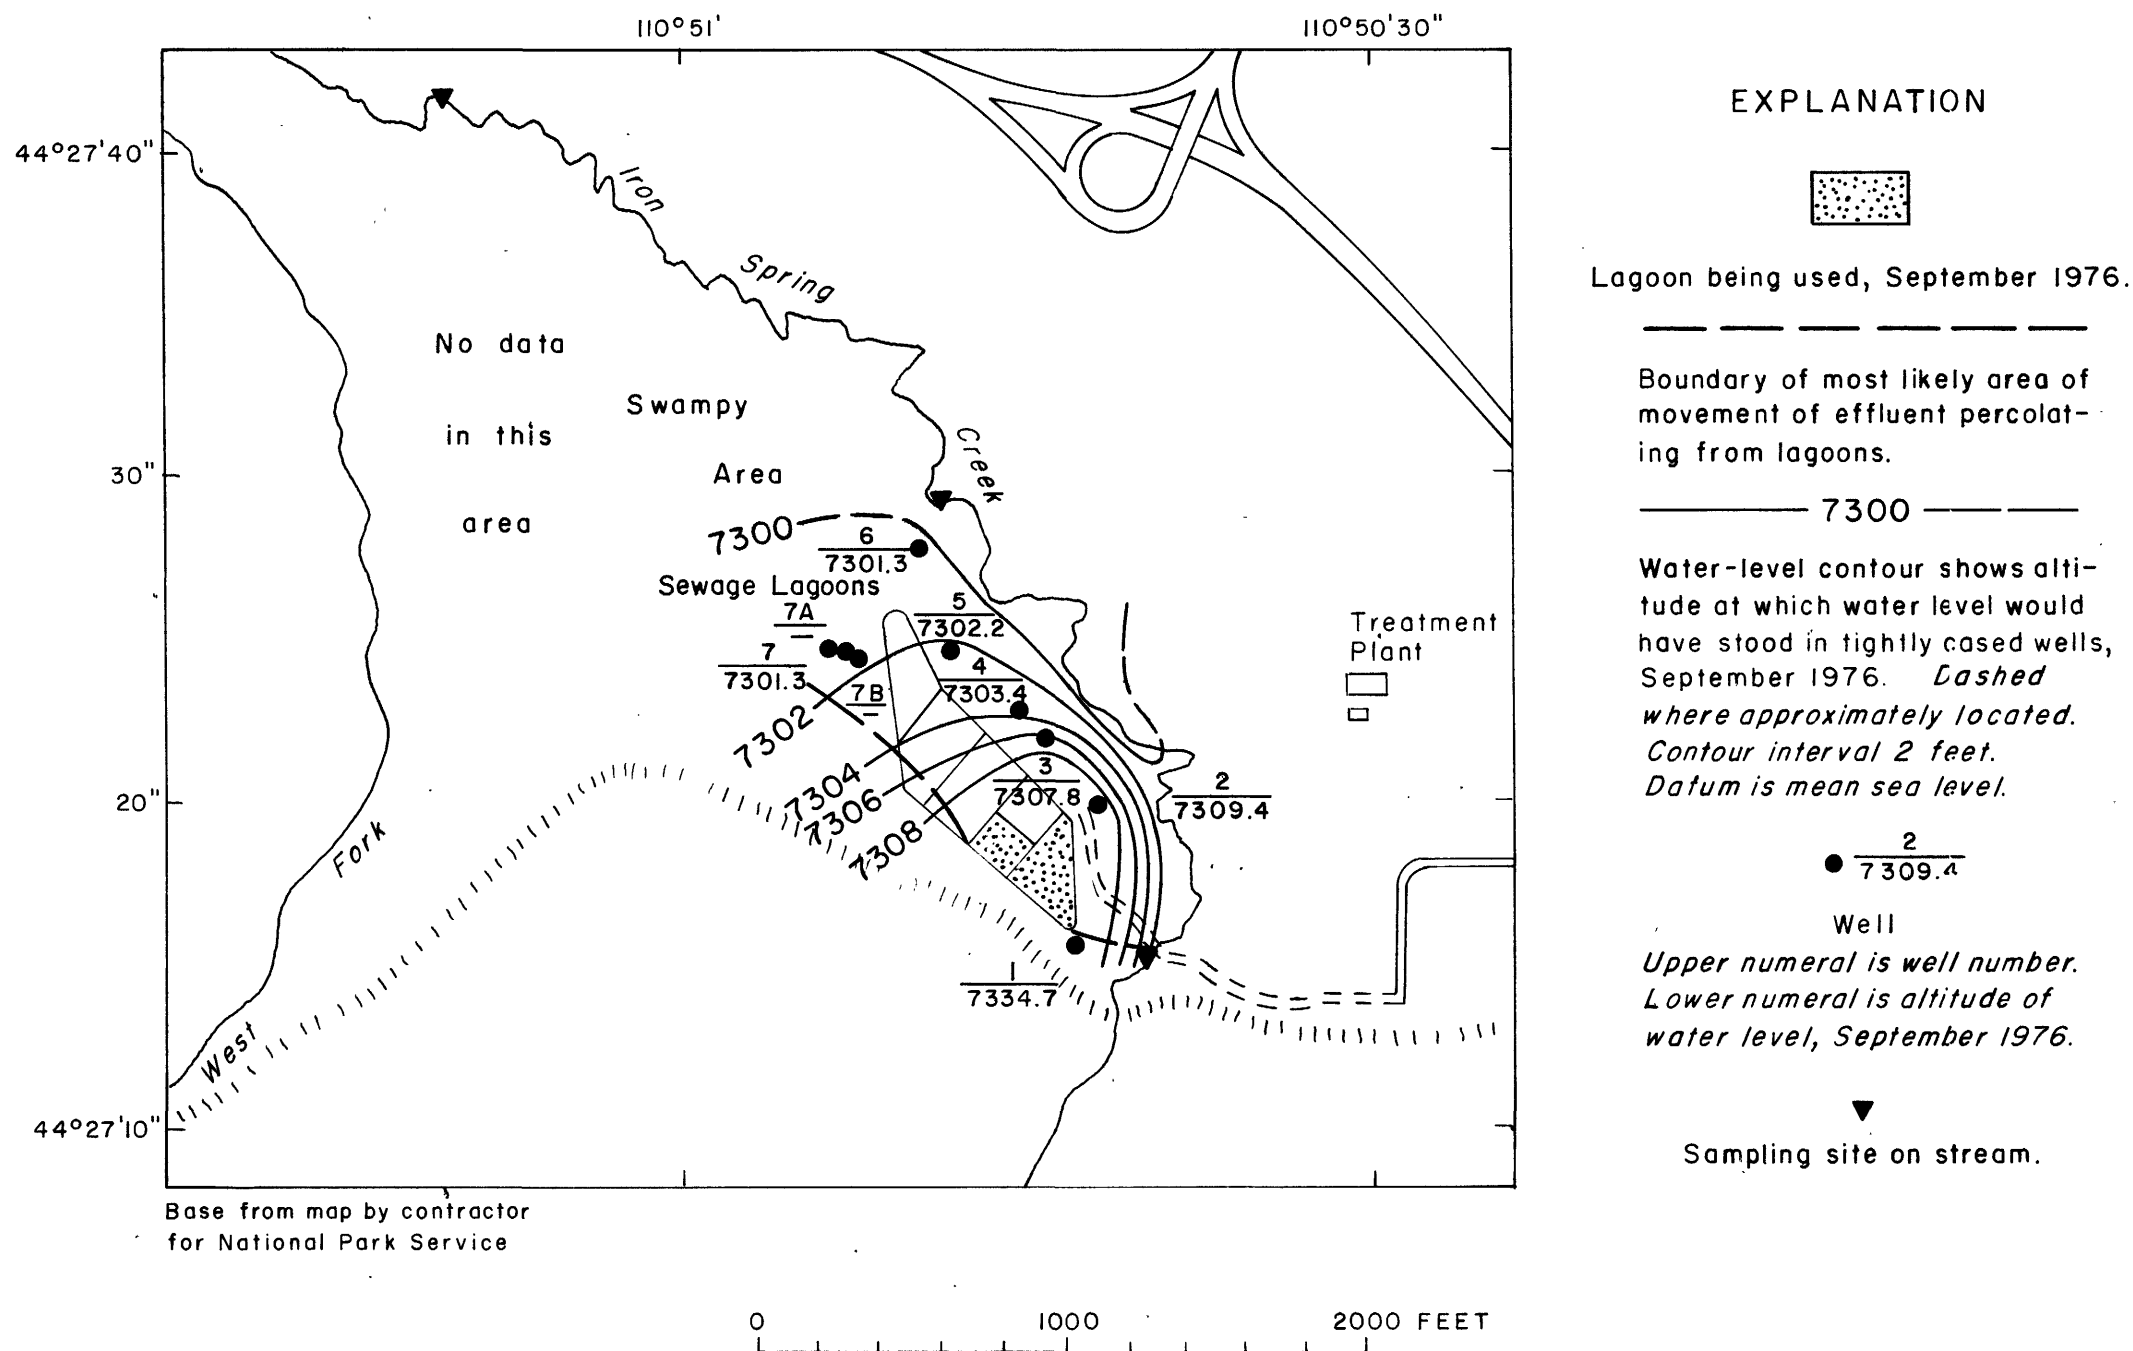 110°51'
110°50'30"
44°27'40"
30"
20"
44°27'10"
Iron
Spring
Creek
No data
in this
area
Swampy
Area
7300
6
7301.3
Sewage Lagoons
7A
—
5
7302.2
7
7301.3
7B
—
4
7303.4
7302
7304
7306
7308
3
7307.8
2
7309.4
1
7334.7
Treatment
Plant
West
Fork
Base from map by contractor
for National Park Service
0 1000 2000 FEET
EXPLANATION
Lagoon being used, September 1976.
Boundary of most likely area of
movement of effluent percolat-
ing from lagoons.
7300
Water-level contour shows alti-
tude at which water level would
have stood in tightly cased wells,
September 1976. Dashed
where approximately located.
Contour interval 2 feet.
Datum is mean sea level.
2
7309.4
Well
Upper numeral is well number.
Lower numeral is altitude of
water level, September 1976.
Sampling site on stream.